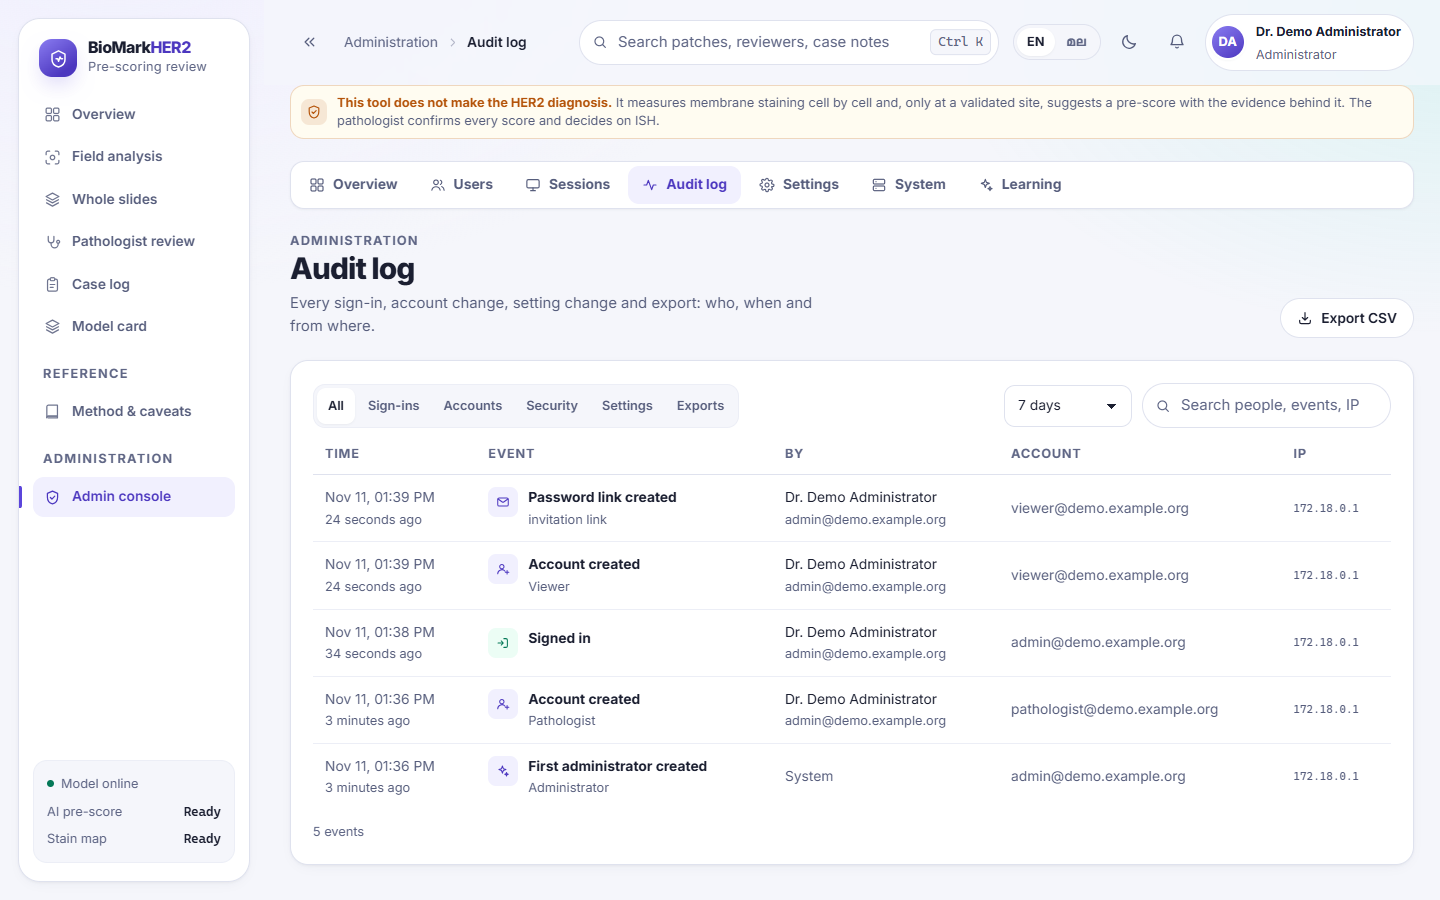 BioMarkHER2
Pre-scoring review
Overview
Field analysis
Whole slides
Pathologist review
Case log
Model card
REFERENCE
Method & caveats
ADMINISTRATION
Admin console
Model online
AI pre-score Ready
Stain map Ready
Administration > Audit log
Search patches, reviewers, case notes Ctrl K
EN മല
DA
Dr. Demo Administrator
Administrator
This tool does not make the HER2 diagnosis. It measures membrane staining cell by cell and, only at a validated site, suggests a pre-score with the evidence behind it. The
pathologist confirms every score and decides on ISH.
Overview Users Sessions Audit log Settings System Learning
ADMINISTRATION
Audit log
Every sign-in, account change, setting change and export: who, when and
from where.
Export CSV
All Sign-ins Accounts Security Settings Exports
7 days
Search people, events, IP
TIME EVENT BY ACCOUNT IP
Nov 11, 01:39 PM Password link created Dr. Demo Administrator viewer@demo.example.org 172.18.0.1
24 seconds ago invitation link admin@demo.example.org
Nov 11, 01:39 PM Account created Dr. Demo Administrator viewer@demo.example.org 172.18.0.1
24 seconds ago Viewer admin@demo.example.org
Nov 11, 01:38 PM Signed in Dr. Demo Administrator admin@demo.example.org 172.18.0.1
34 seconds ago admin@demo.example.org
Nov 11, 01:36 PM Account created Dr. Demo Administrator pathologist@demo.example.org 172.18.0.1
3 minutes ago Pathologist admin@demo.example.org
Nov 11, 01:36 PM First administrator created System admin@demo.example.org 172.18.0.1
3 minutes ago Administrator
5 events